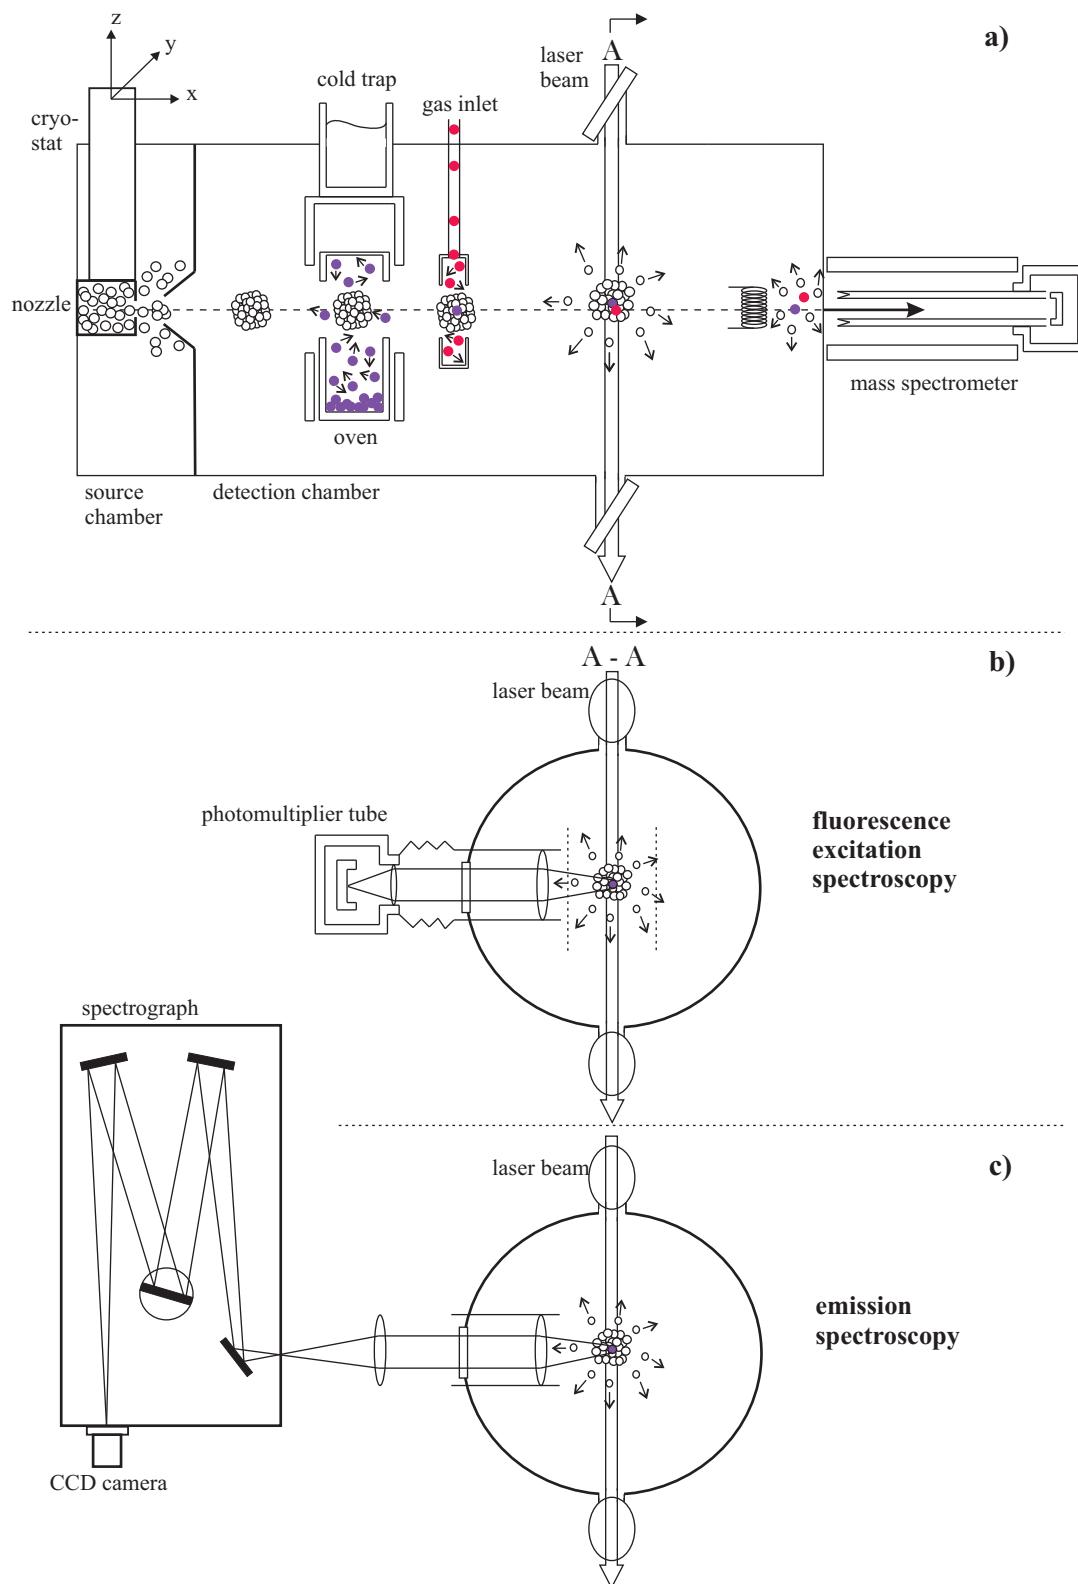 a)
z
y
x
cryo-
stat
cold trap
gas inlet
laser
beam
A
nozzle
mass spectrometer
oven
source
chamber
detection chamber
A
b)
A - A
laser beam
photomultiplier tube
fluorescence
excitation
spectroscopy
spectrograph
c)
laser beam
emission
spectroscopy
CCD camera